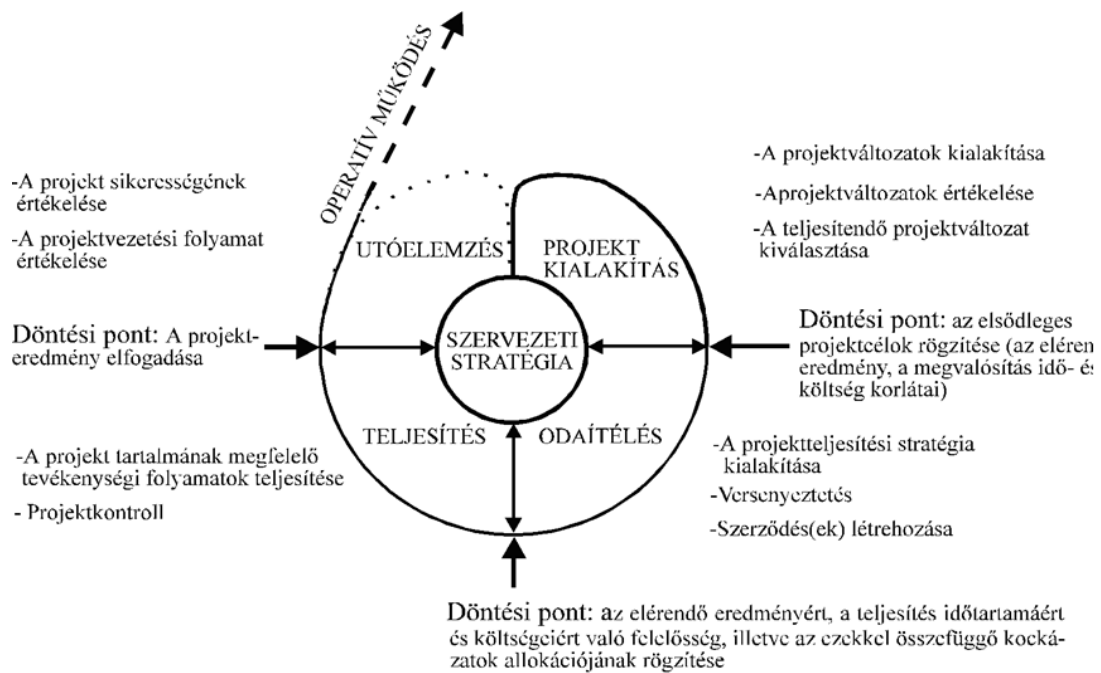 OPERATÍV MŰKÖDÉS
-A projekt sikerességének
értékelése
-A projektvezetési folyamat
értékelése
-A projektváltozatok kialakítása
-Aprojektváltozatok értékelése
-A teljesítendő projektváltozat
kiválasztása
UTÓELEMZÉS
PROJEKT
KIALAKÍTÁS
Döntési pont: A projekt-
eredmény elfogadása
SZERVEZETI
STRATÉGIA
Döntési pont: az elsődleges
projektcélok rögzítése (az eléren
eredmény, a megvalósítás idő- és
költség korlátai)
TELJESÍTÉS
ODAÍTÉLÉS
-A projekt tartalmának megfelelő
tevékenységi folyamatok teljesítése
- Projektkontroll
-A projektteljesítési stratégia
kialakítása
-Versenyeztetés
-Szerződés(ek) létrehozása
Döntési pont: az elérendő eredményért, a teljesítés időtartamáért
és költségeiért való felelősség, illetve az ezekkel összefüggő kocká-
zatok allokációjának rögzítése